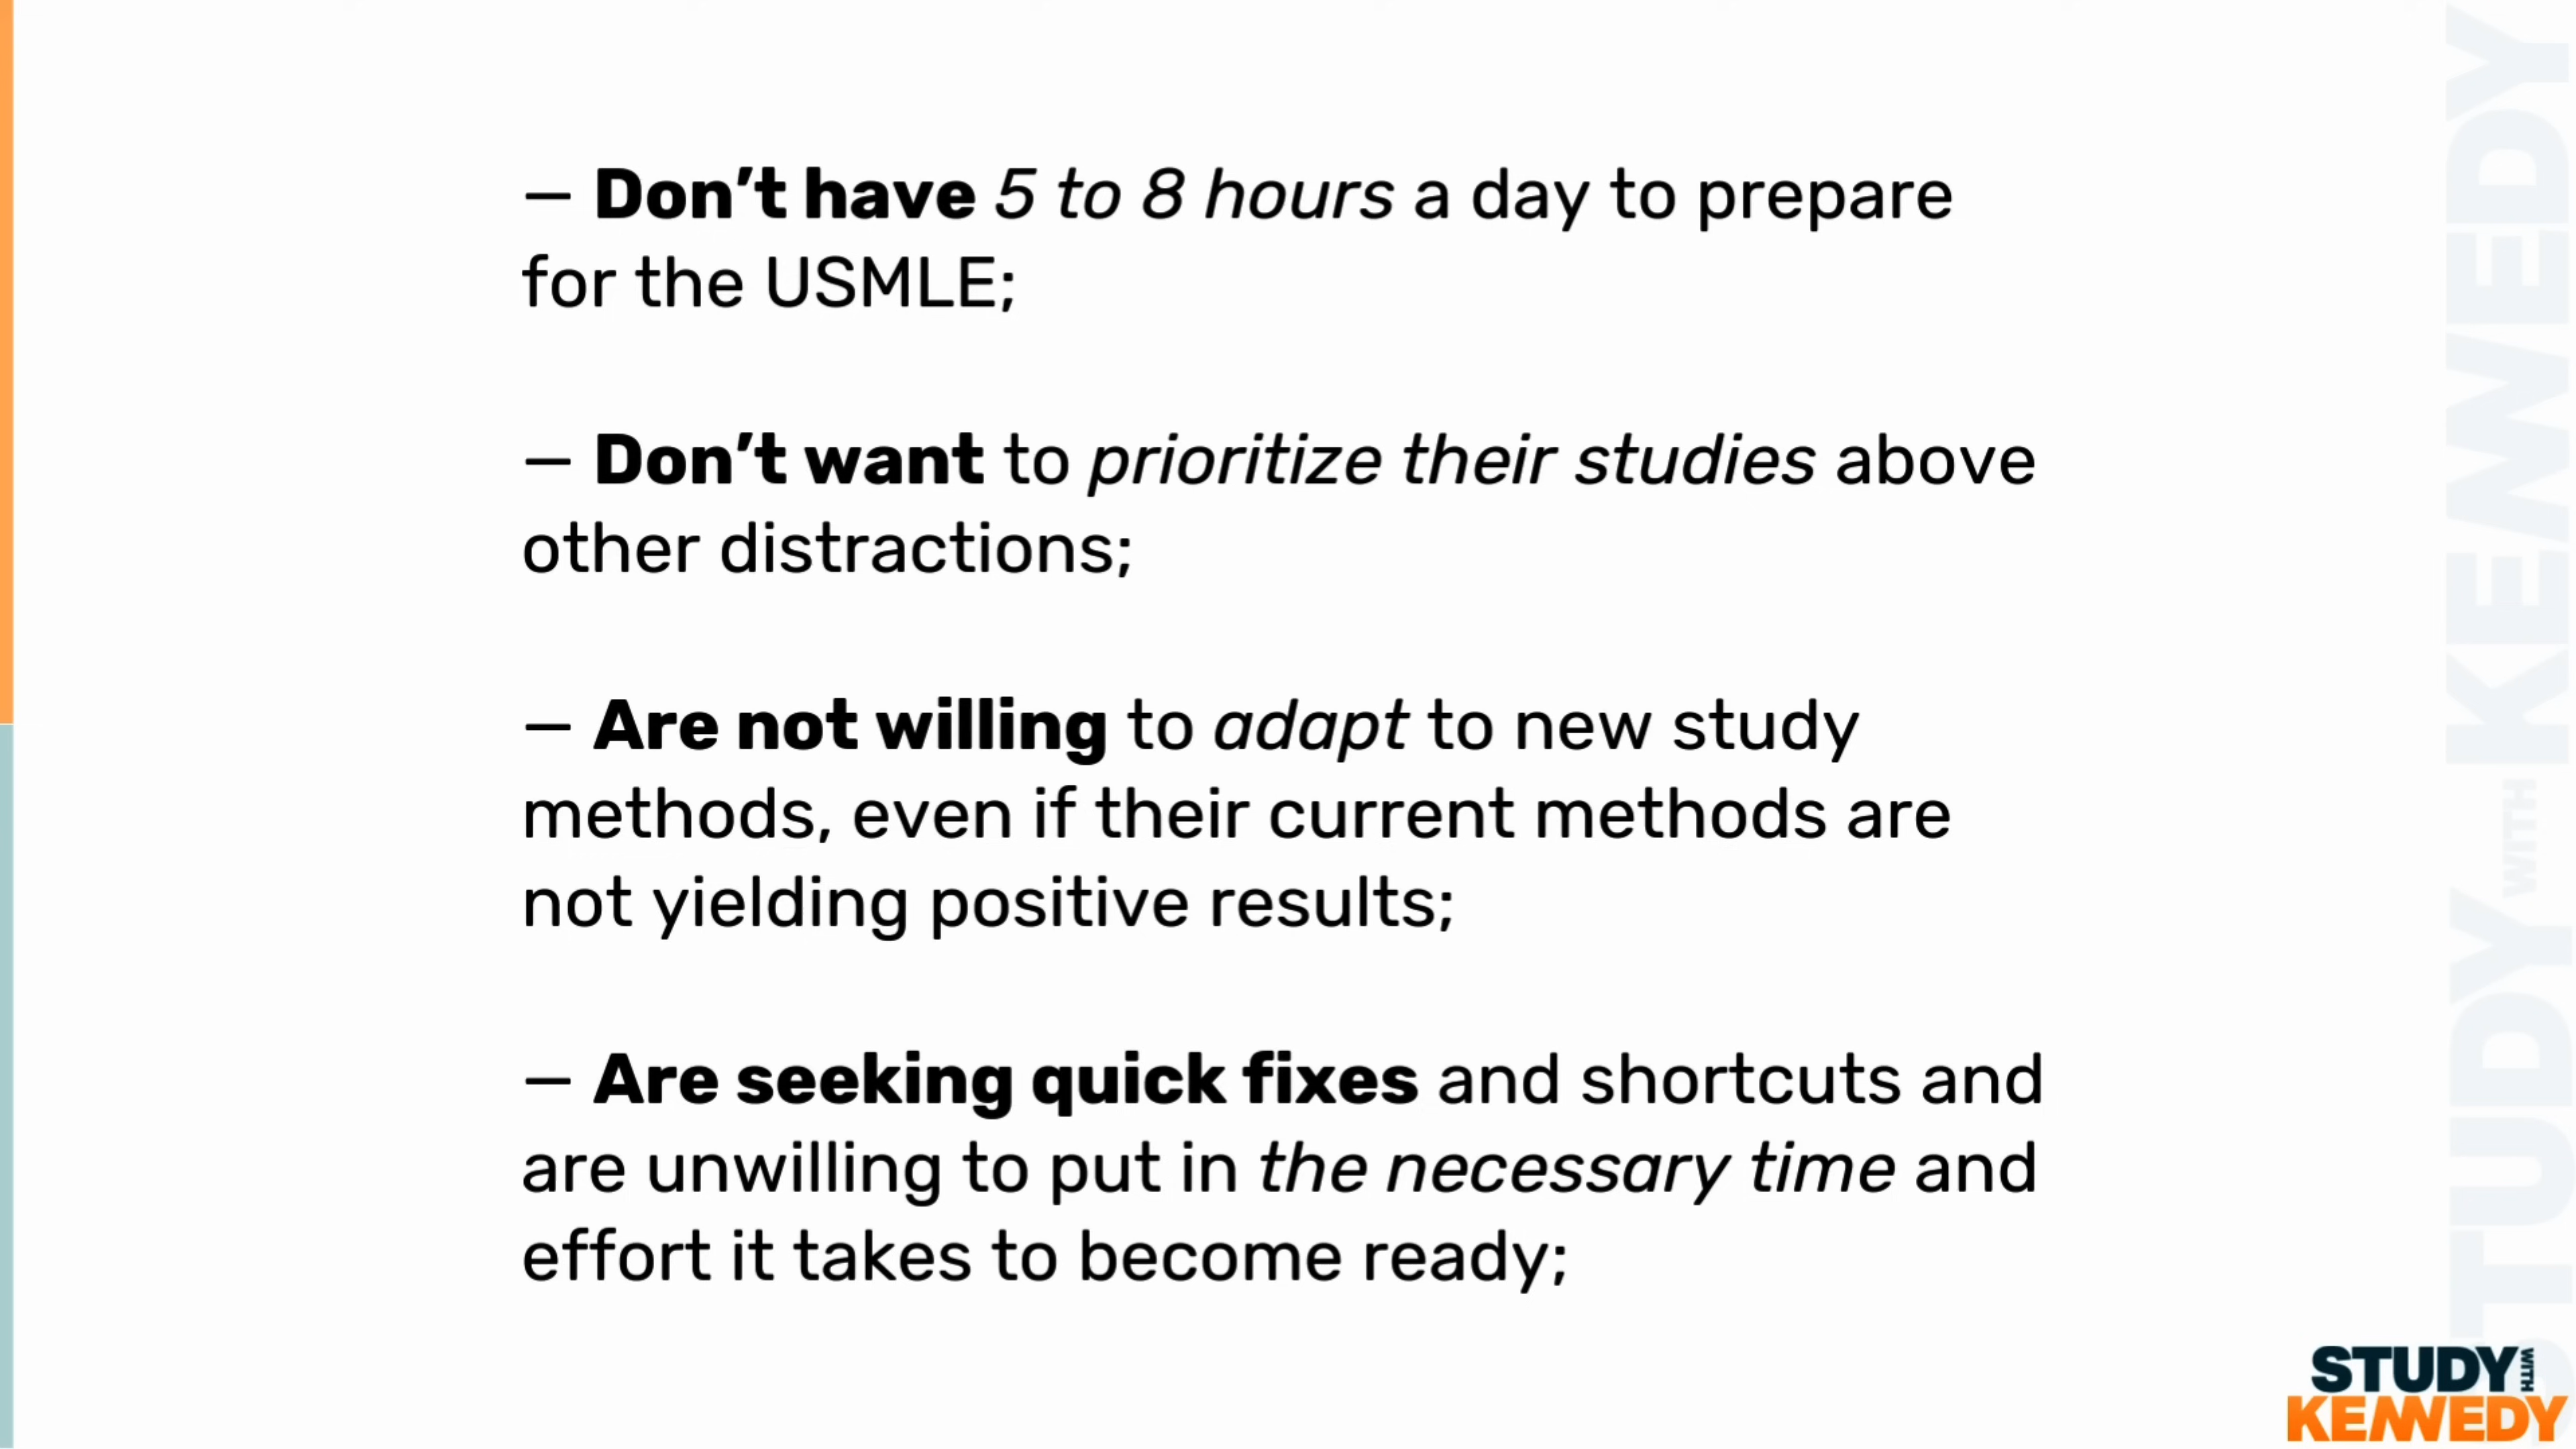 — Don’t have 5 to 8 hours a day to prepare
for the USMLE;
— Don’t want to prioritize their studies above
other distractions;
— Are not willing to adapt to new study
methods, even if their current methods are
not yielding positive results;
— Are seeking quick fixes and shortcuts and
are unwilling to put in the necessary time and
effort it takes to become ready;
STUDY WITH KENNEDY
STUDY WITH
KENNEDY